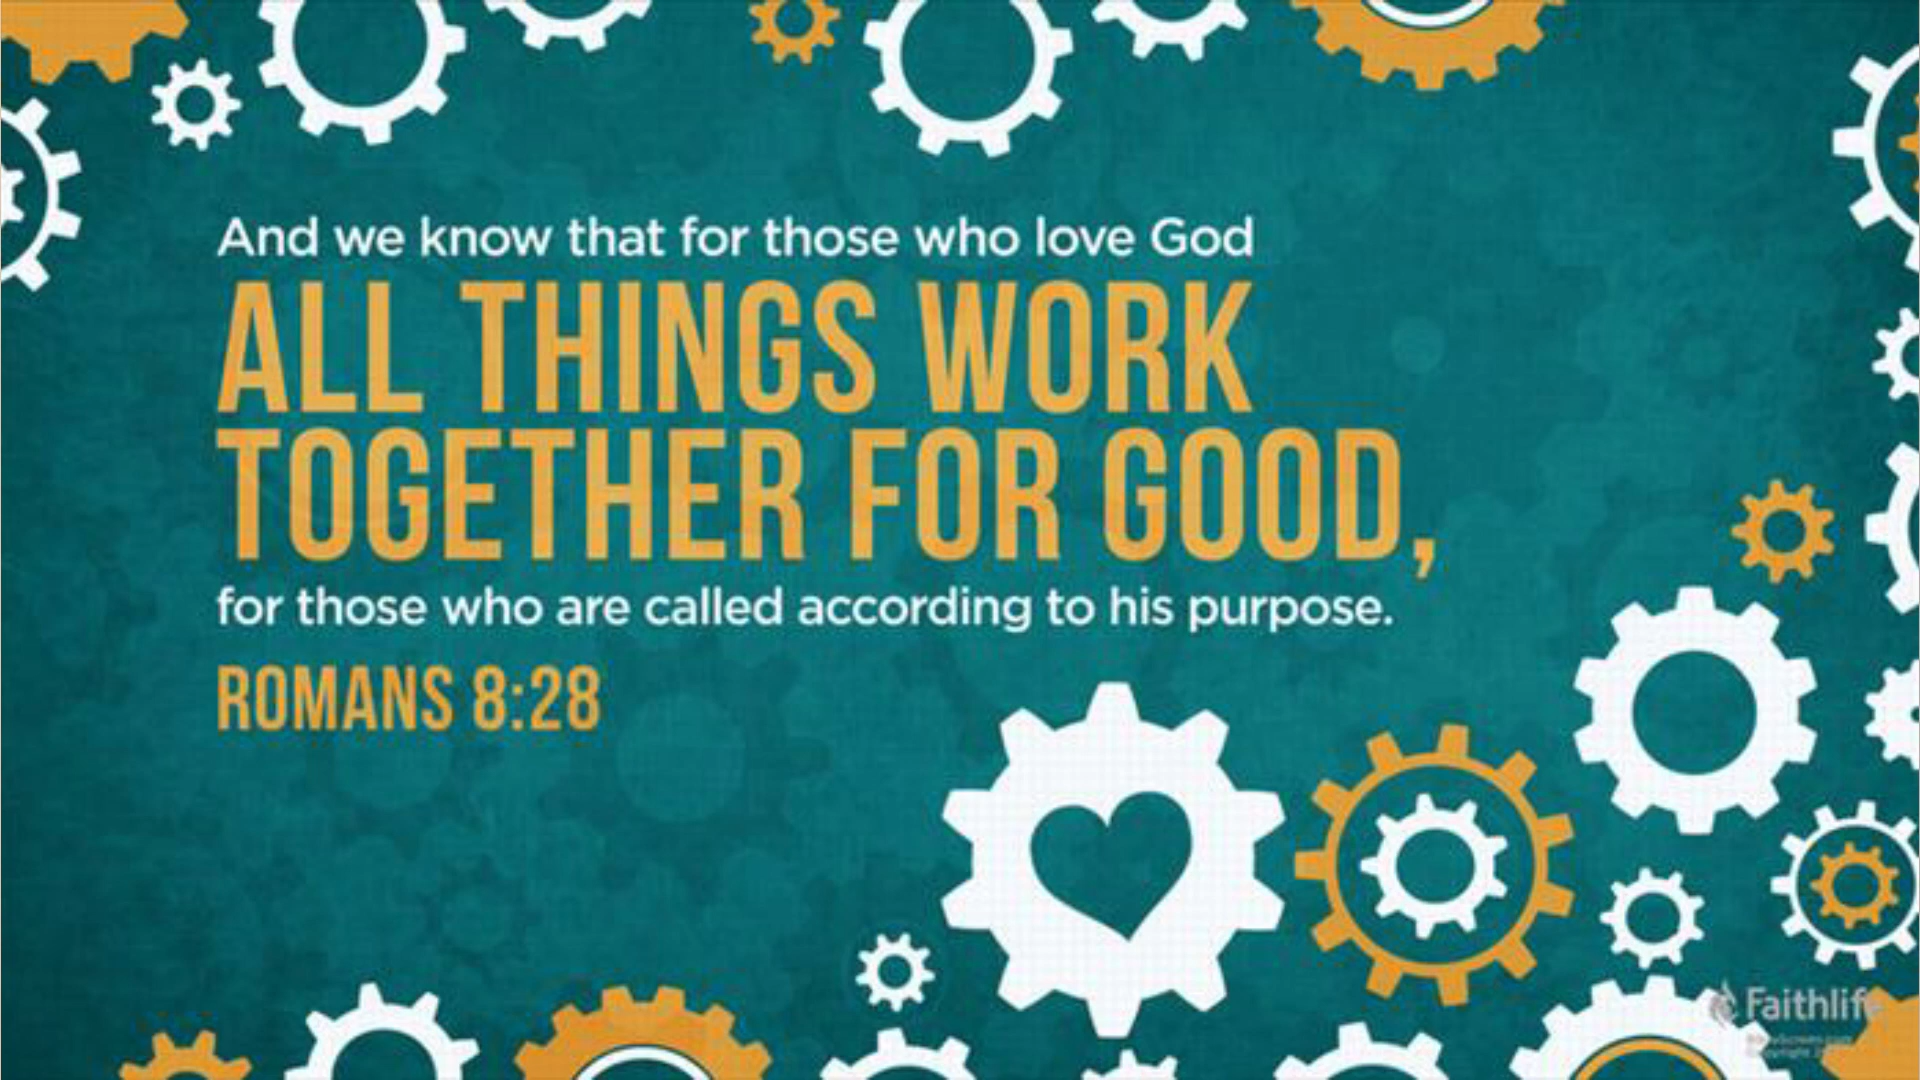 And we know that for those who love God
ALL THINGS WORK
TOGETHER FOR GOOD,
for those who are called according to his purpose.
ROMANS 8:28
Faithlife